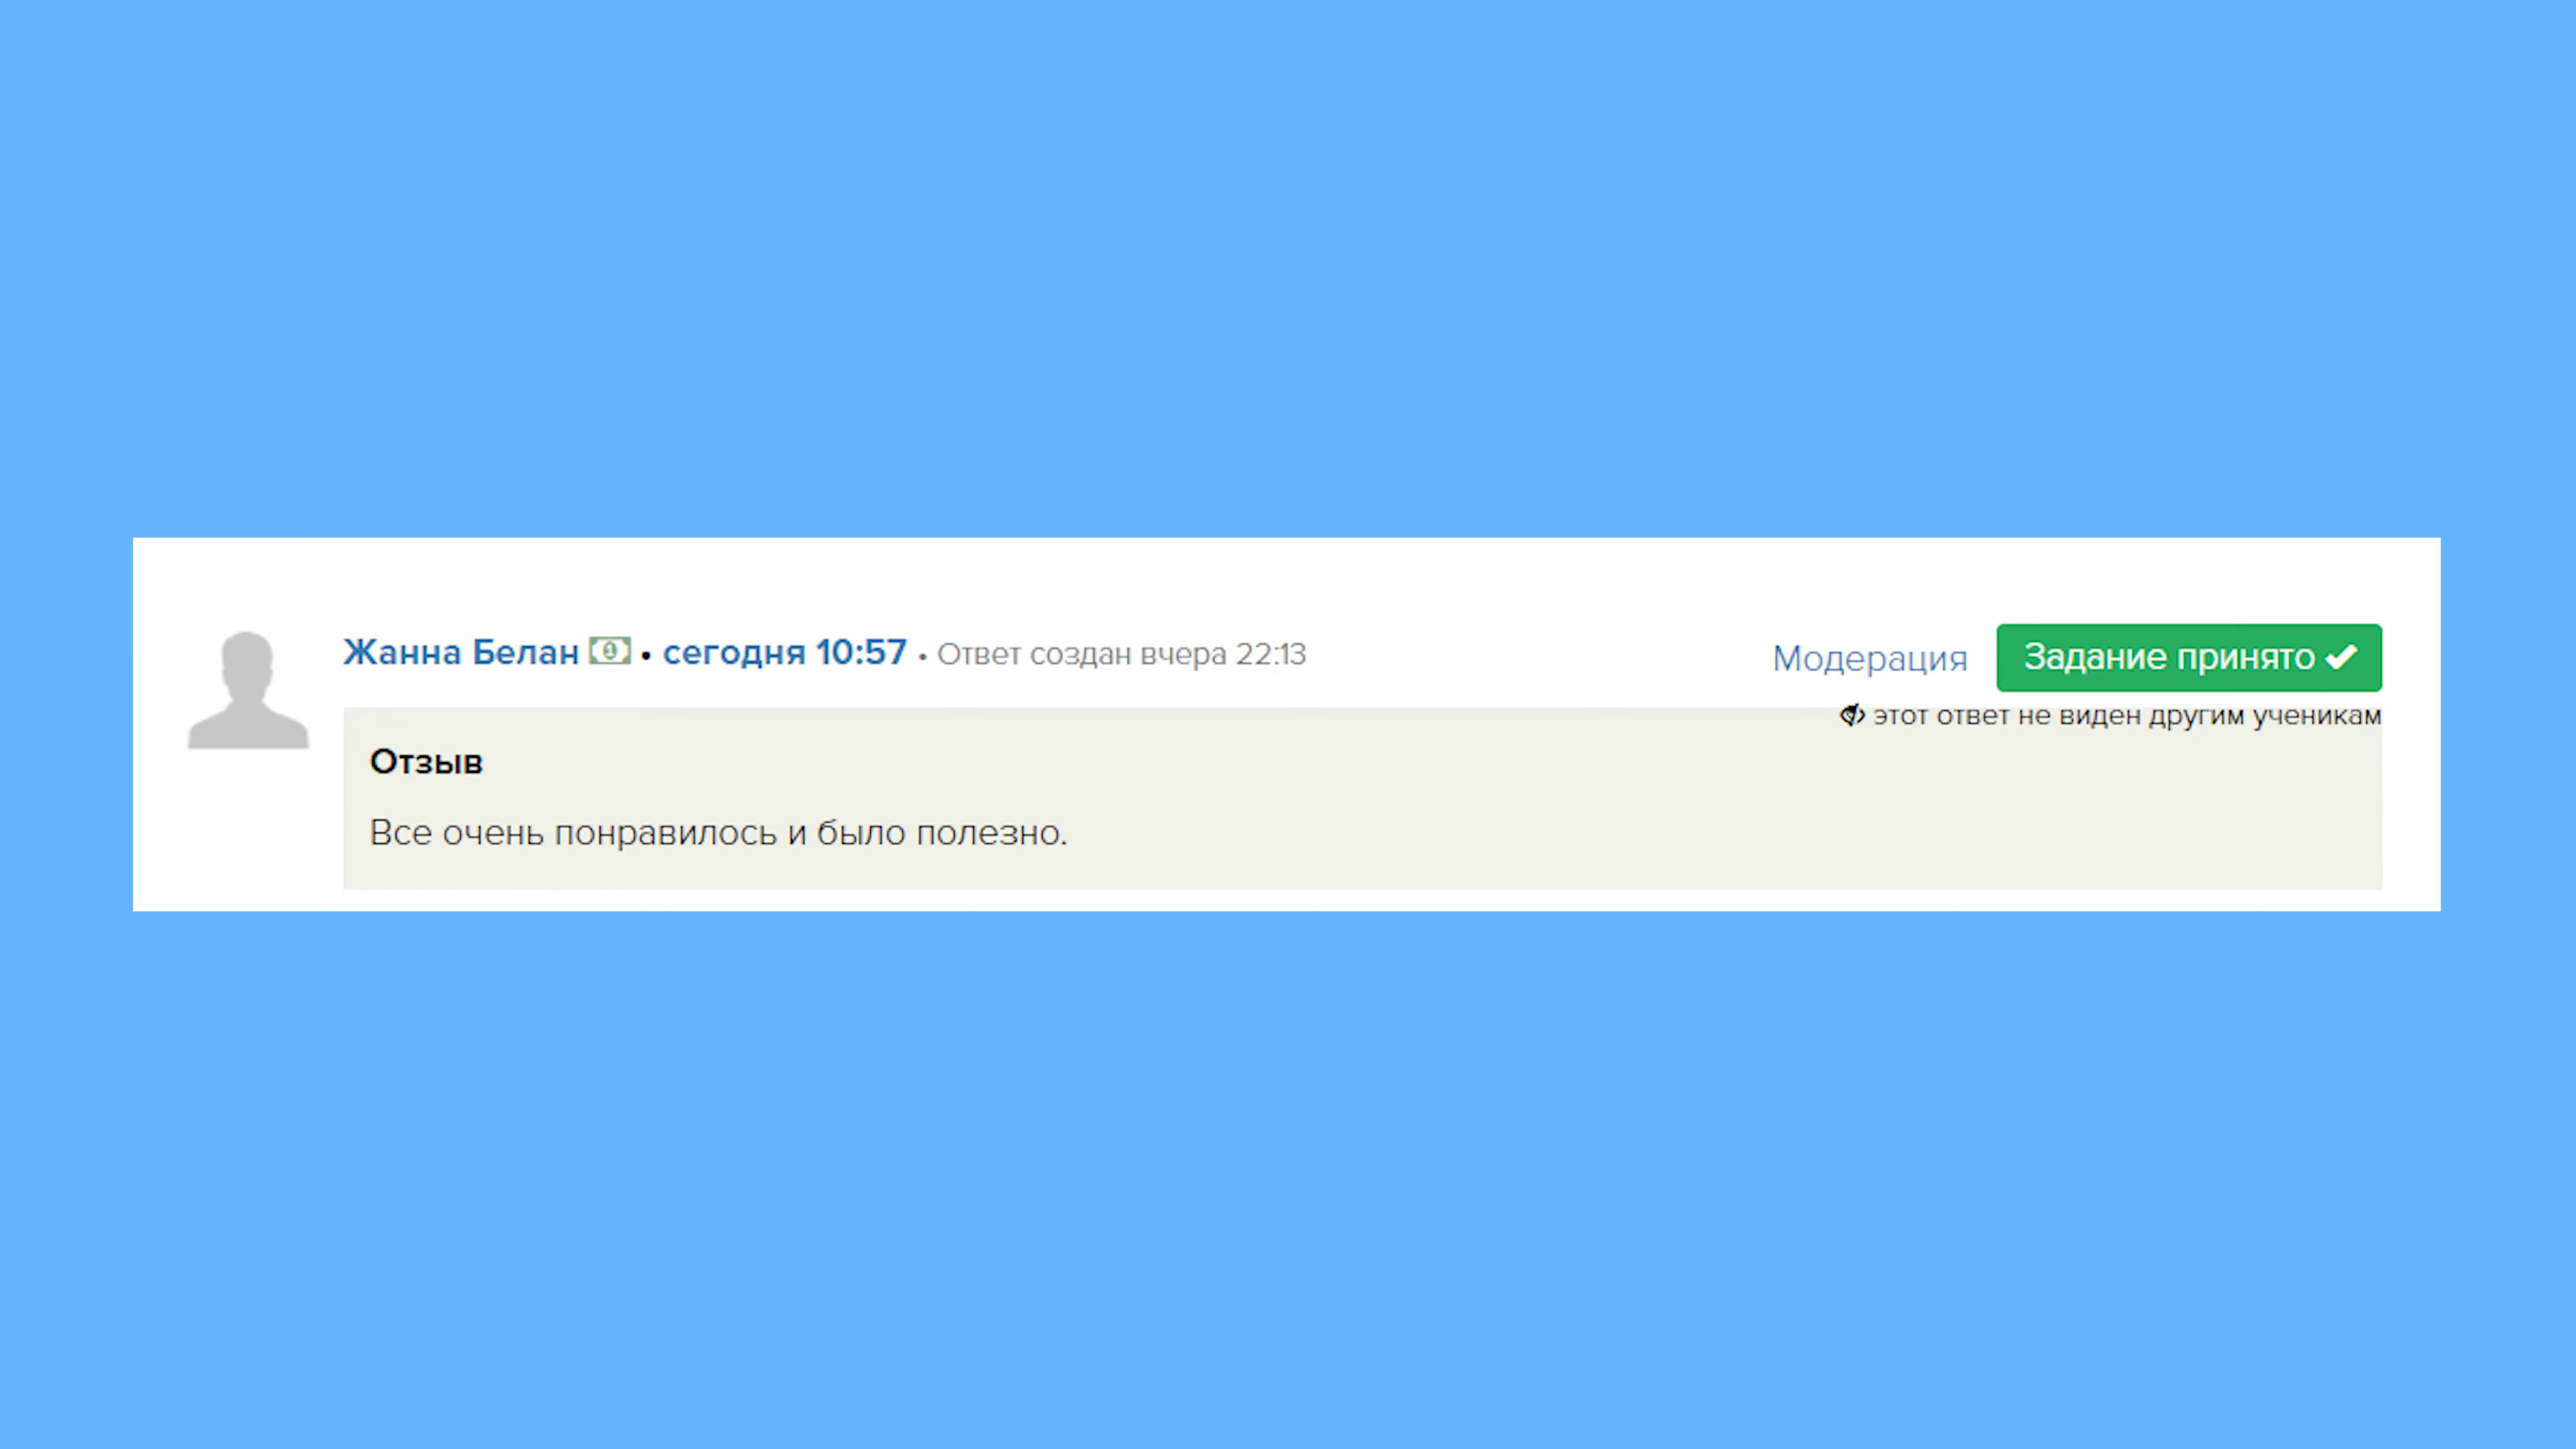 Жанна Белан • сегодня 10:57 • Ответ создан вчера 22:13
Модерация
Задание принято
этот ответ не виден другим ученикам
Отзыв
Все очень понравилось и было полезно.